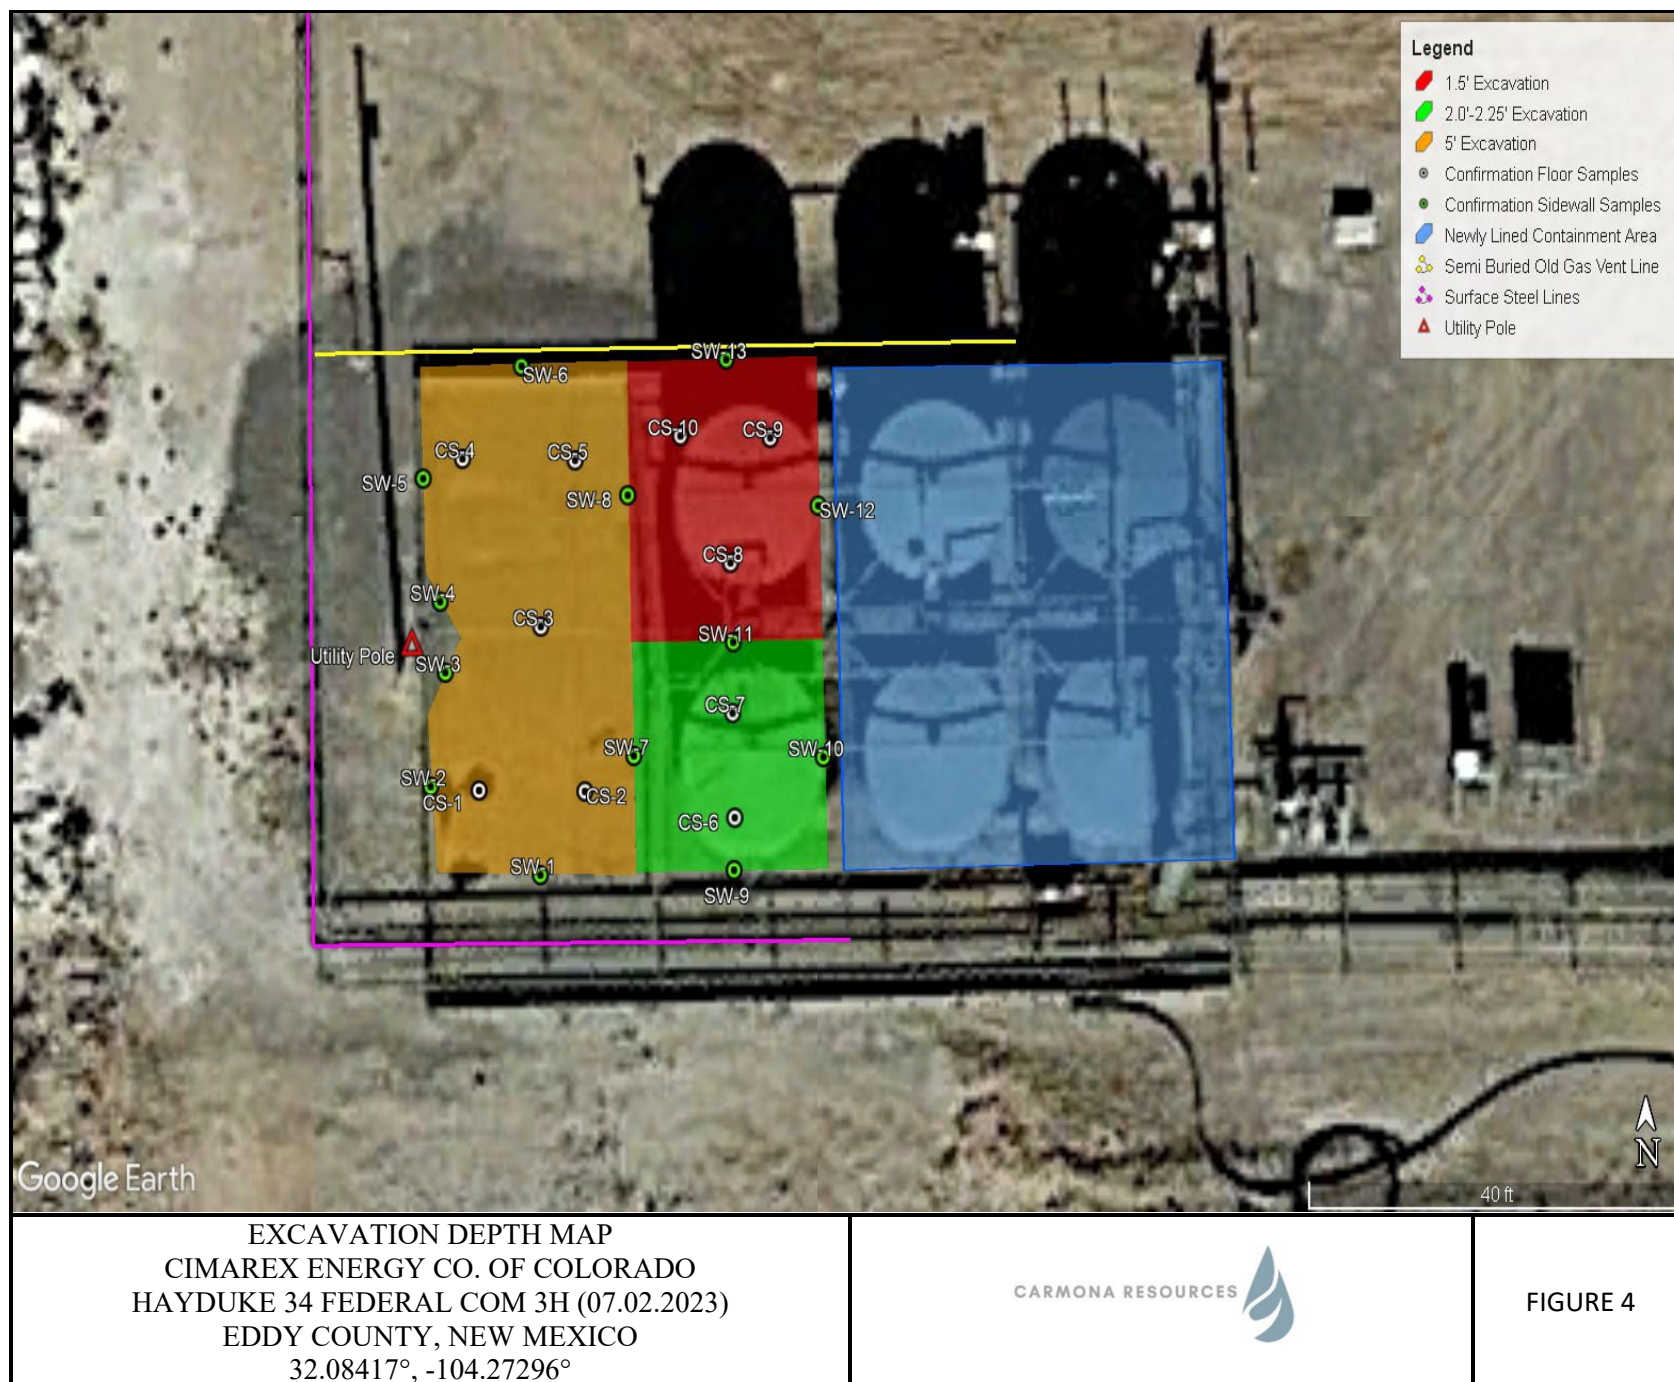 Legend
1.5' Excavation
2.0'-2.25' Excavation
5' Excavation
Confirmation Floor Samples
Confirmation Sidewall Samples
Newly Lined Containment Area
Semi Buried Old Gas Vent Line
Surface Steel Lines
Utility Pole
SW-13
SW-6
CS-10
CS-9
CS-4
CS-5
SW-5
SW-8
SW-12
CS-8
SW-4
CS-3
SW-11
Utility Pole
SW-3
CS-7
SW-7
SW-10
SW-2
CS-1
CS-2
CS-6
SW-1
SW-9
N
Google Earth
40 ft
EXCAVATION DEPTH MAP
CIMAREX ENERGY CO. OF COLORADO
HAYDUKE 34 FEDERAL COM 3H (07.02.2023)
EDDY COUNTY, NEW MEXICO
32.08417°, -104.27296°
CARMONA RESOURCES
FIGURE 4